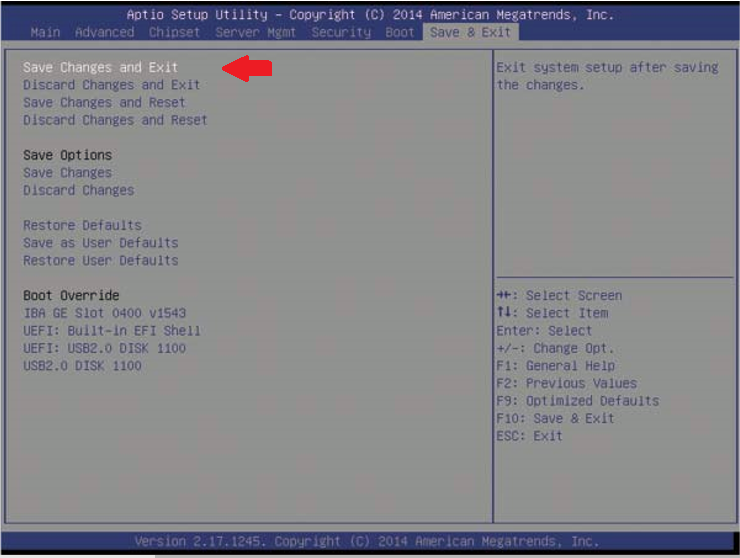 Aptio Setup Utility – Copyright (C) 2014 American Megatrends, Inc.
Main Advanced Chipset Server Mgmt Security Boot Save & Exit
Save Changes and Exit
Discard Changes and Exit
Save Changes and Reset
Discard Changes and Reset
Save Options
Save Changes
Discard Changes
Restore Defaults
Save as User Defaults
Restore User Defaults
Boot Override
IBA GE Slot 0400 v1543
UEFI: Built-in EFI Shell
UEFI: USB2.0 DISK 1100
USB2.0 DISK 1100
Exit system setup after saving
the changes.
→←: Select Screen
↑↓: Select Item
Enter: Select
+/-: Change Opt.
F1: General Help
F2: Previous Values
F9: Optimized Defaults
F10: Save & Exit
ESC: Exit
Version 2.17.1245. Copyright (C) 2014 American Megatrends, Inc.